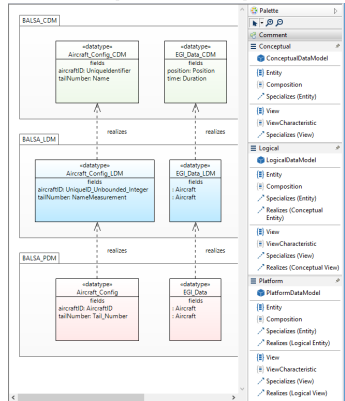 BALSA_CDM
«datatype»
Aircraft_Config_CDM
fields
aircraftID: UniqueIdentifier
tailNumber: Name
«datatype»
EGI_Data_CDM
fields
position: Position
time: Duration
realizes
realizes
BALSA_LDM
«datatype»
Aircraft_Config_LDM
fields
aircraftID: UniqueID_Unbounded_Integer
tailNumber: NameMeasurement
«datatype»
EGI_Data_LDM
fields
: Aircraft
: Aircraft
realizes
realizes
BALSA_PDM
«datatype»
Aircraft_Config
fields
aircraftID: AircraftID
tailNumber: Tail_Number
«datatype»
EGI_Data
fields
: Aircraft
: Aircraft
Palette
Comment
Conceptual
ConceptualDataModel
Entity
Composition
Specializes (Entity)
View
ViewCharacteristic
Specializes (View)
Logical
LogicalDataModel
Entity
Composition
Specializes (Entity)
Realizes (Conceptual
Entity)
View
ViewCharacteristic
Specializes (View)
Realizes (Conceptual View)
Platform
PlatformDataModel
Entity
Composition
Specializes (Entity)
Realizes (Logical Entity)
View
ViewCharacteristic
Specializes (View)
Realizes (Logical View)